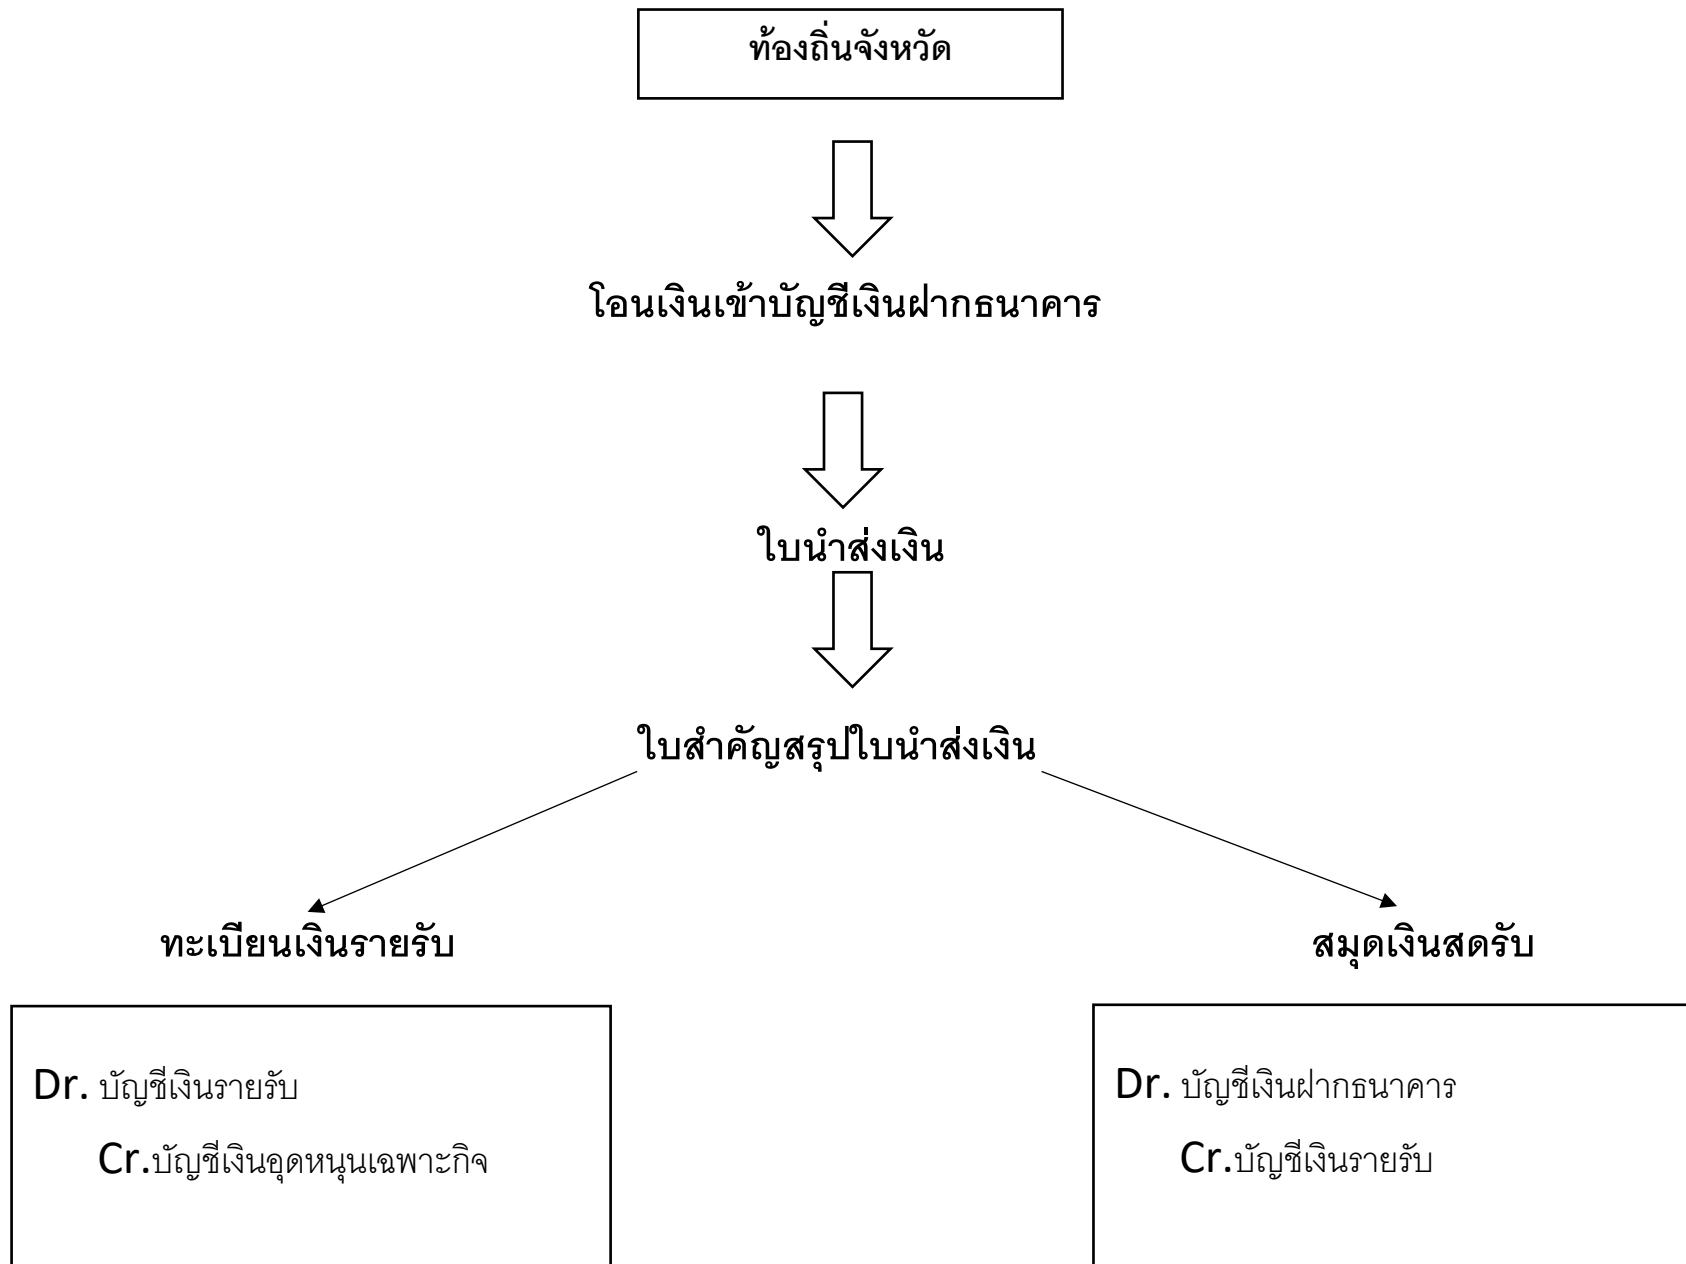 ท้องถิ่นจังหวัด
โอนเงินเข้าบัญชีเงินฝากธนาคาร
ใบนำส่งเงิน
ใบสำคัญสรุปใบนำส่งเงิน
ทะเบียนเงินรายรับ
สมุดเงินสดรับ
Dr. บัญชีเงินรายรับ
Cr.บัญชีเงินอุดหนุนเฉพาะกิจ
Dr. บัญชีเงินฝากธนาคาร
Cr.บัญชีเงินรายรับ